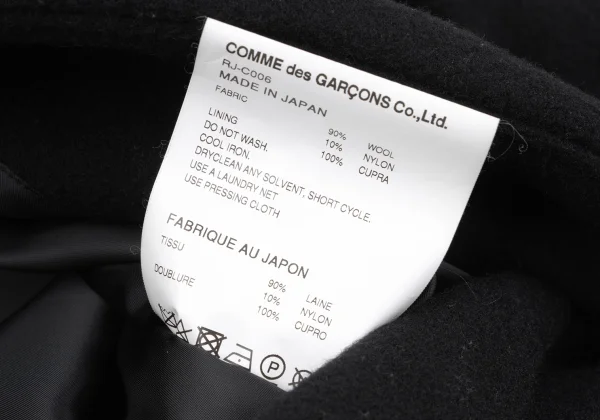 COMME des GARÇONS Co.,Ltd.
RJ-C006
MADE IN JAPAN
FABRIC
90% WOOL
10% NYLON
LINING 100% CUPRA
DO NOT WASH.
COOL IRON.
DRYCLEAN ANY SOLVENT, SHORT CYCLE.
USE A LAUNDRY NET
USE PRESSING CLOTH
FABRIQUE AU JAPON
TISSU
90% LAINE
10% NYLON
DOUBLURE 100% CUPRO
P